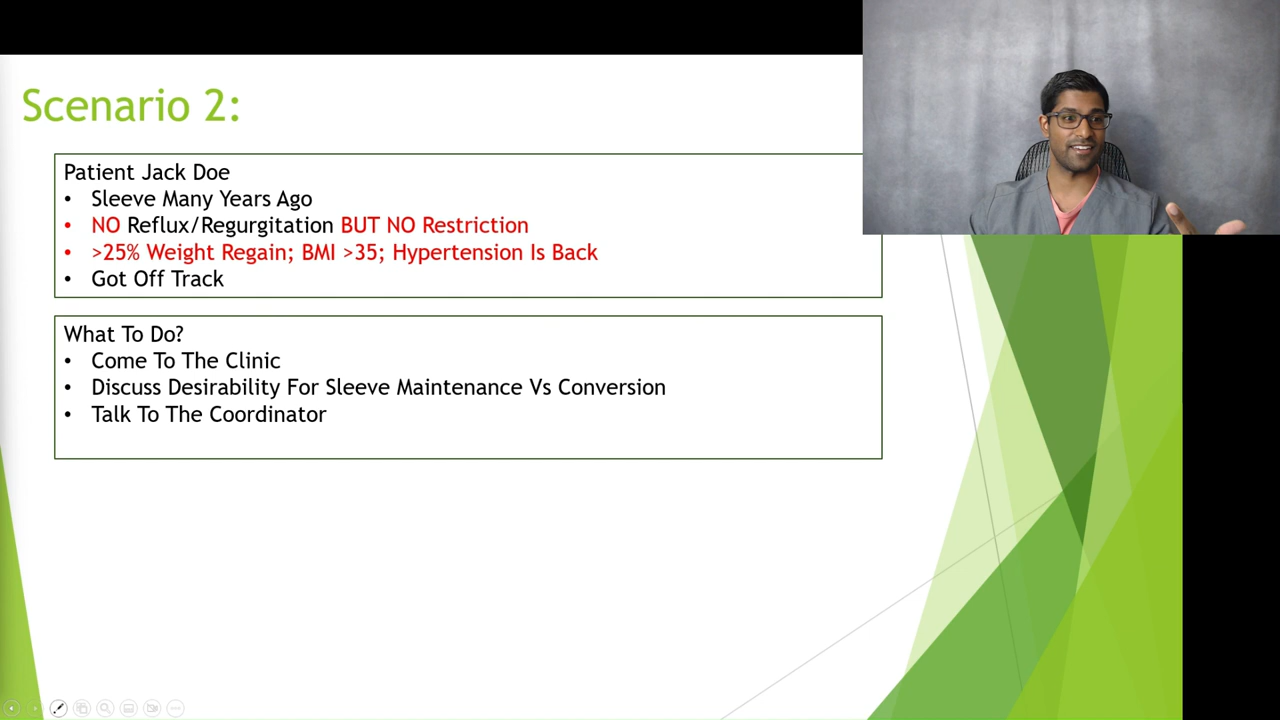 Scenario 2:
Patient Jack Doe
• Sleeve Many Years Ago
• NO Reflux/Regurgitation BUT NO Restriction
• >25% Weight Regain; BMI >35; Hypertension Is Back
• Got Off Track
What To Do?
• Come To The Clinic
• Discuss Desirability For Sleeve Maintenance Vs Conversion
• Talk To The Coordinator